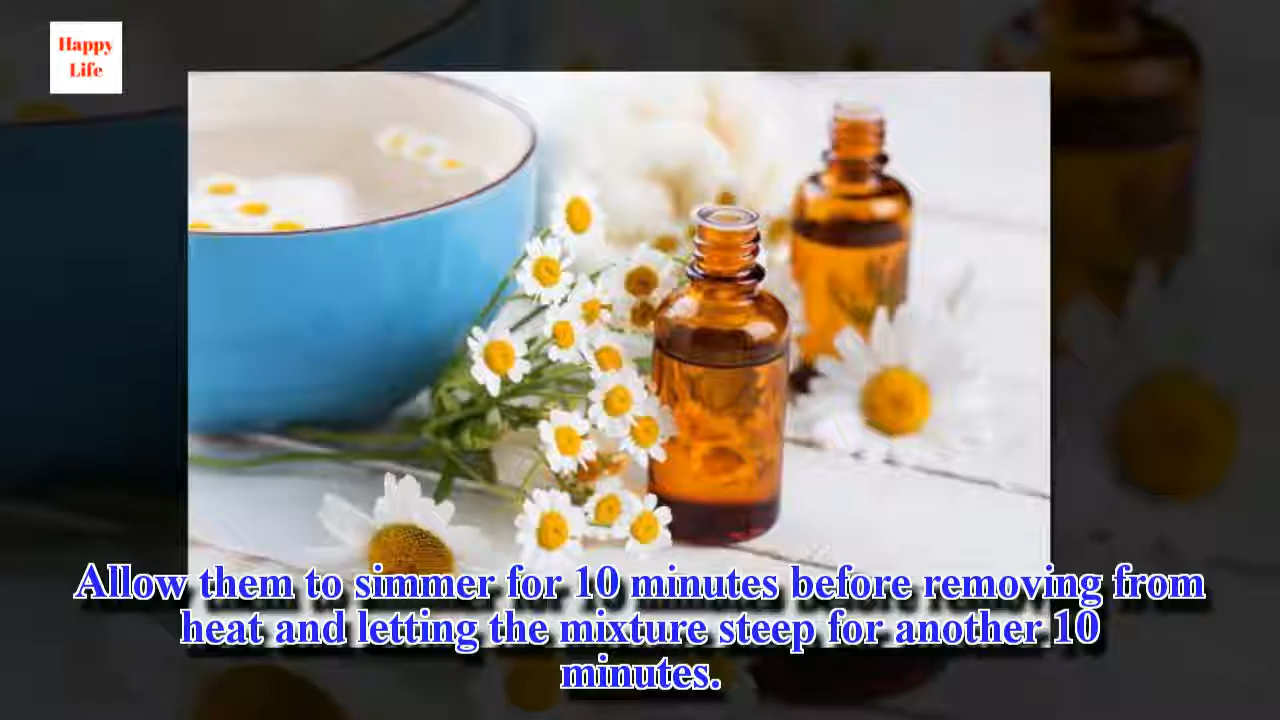 Happy
Life
Allow them to simmer for 10 minutes before removing from
heat and letting the mixture steep for another 10
minutes.